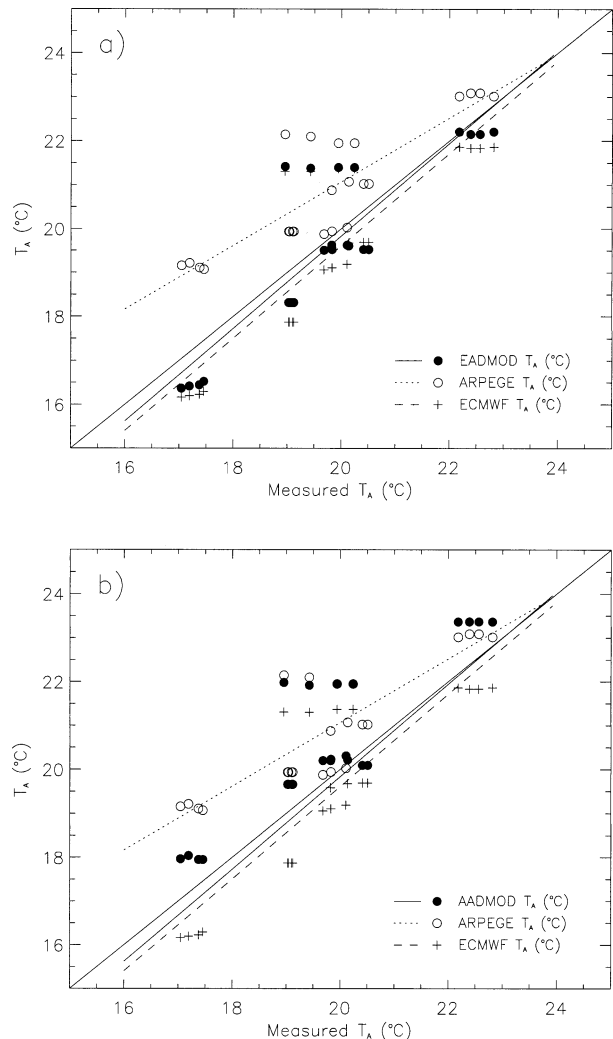 a)
24
22
20
18
16
T_A (°C)
EADMOD T_A (°C)
ARPEGE T_A (°C)
ECMWF T_A (°C)
16 18 20 22 24
Measured T_A (°C)
b)
24
22
20
18
16
T_A (°C)
AADMOD T_A (°C)
ARPEGE T_A (°C)
ECMWF T_A (°C)
16 18 20 22 24
Measured T_A (°C)